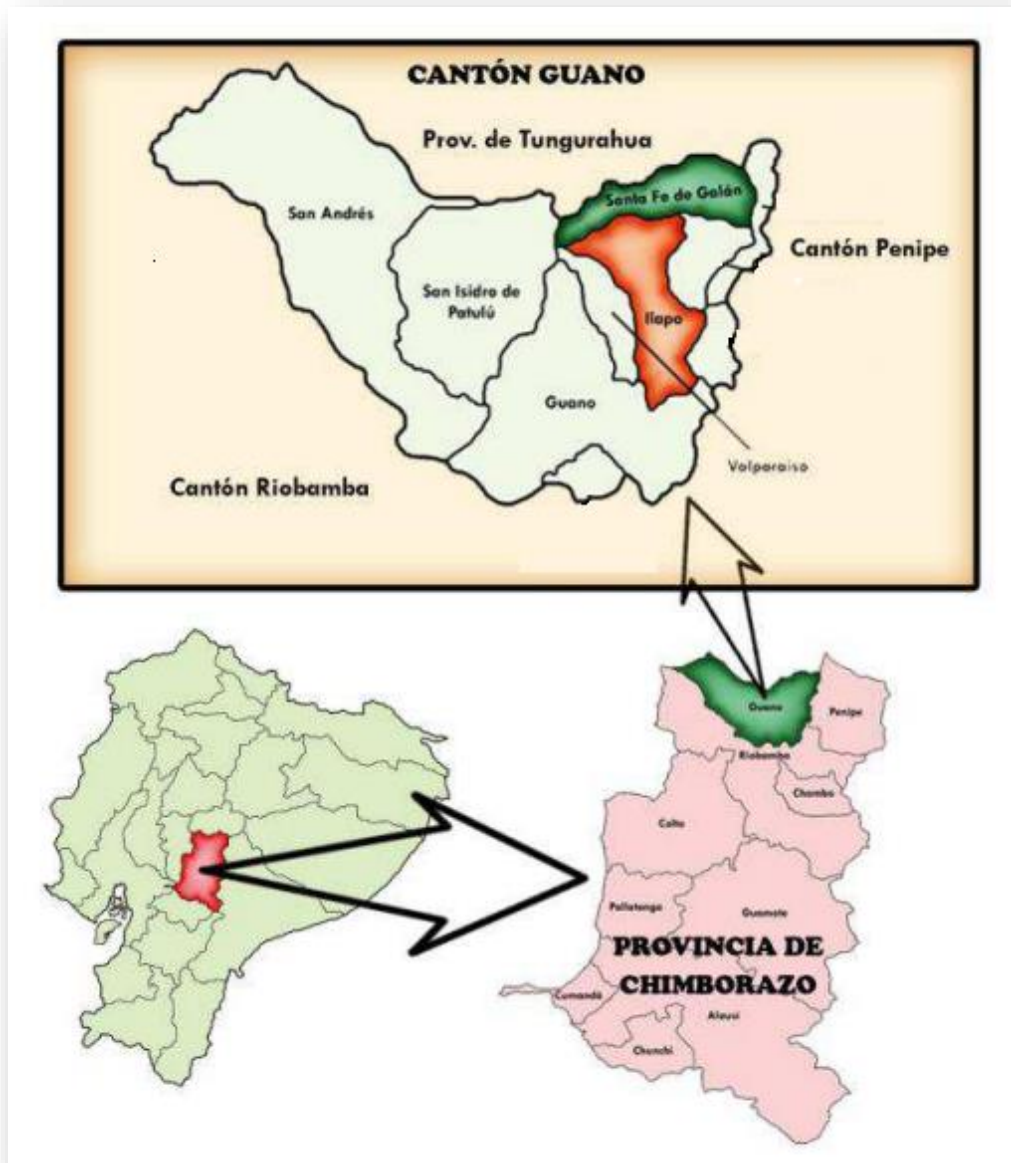 CANTÓN GUANO
Prov. de Tungurahua
Santa Fe de Galán
San Andrés
Cantón Penipe
San Isidro de
Patulú
Ilapo
Guano
Valparaiso
Cantón Riobamba
Guano
Penipe
Riobamba
Chambo
Colta
Pallatanga
Guamote
PROVINCIA DE
CHIMBORAZO
Cumandá
Alausi
Chunchi